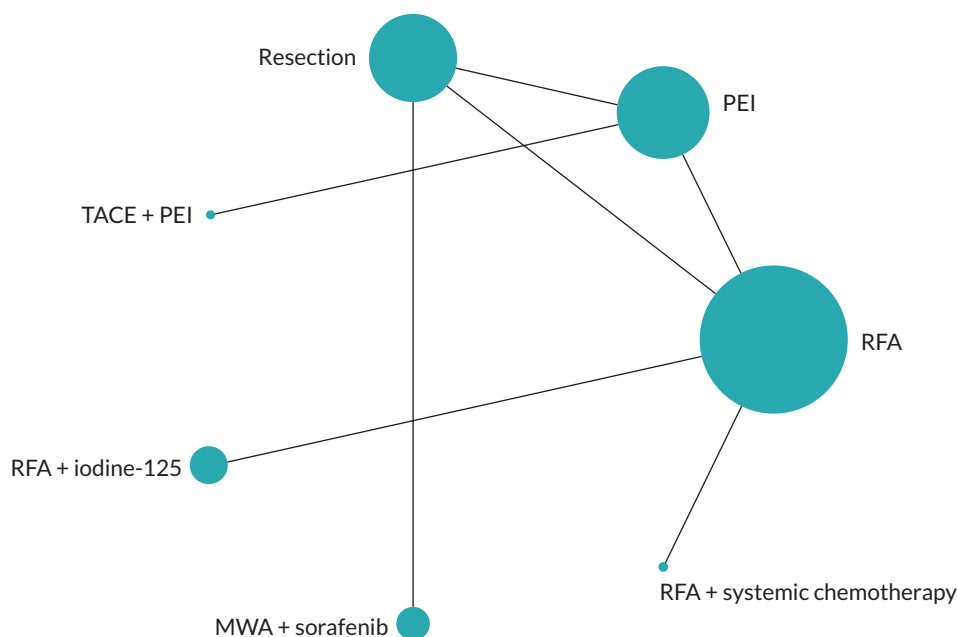 Resection
PEI
TACE + PEI
RFA
RFA + iodine-125
RFA + systemic chemotherapy
MWA + sorafenib